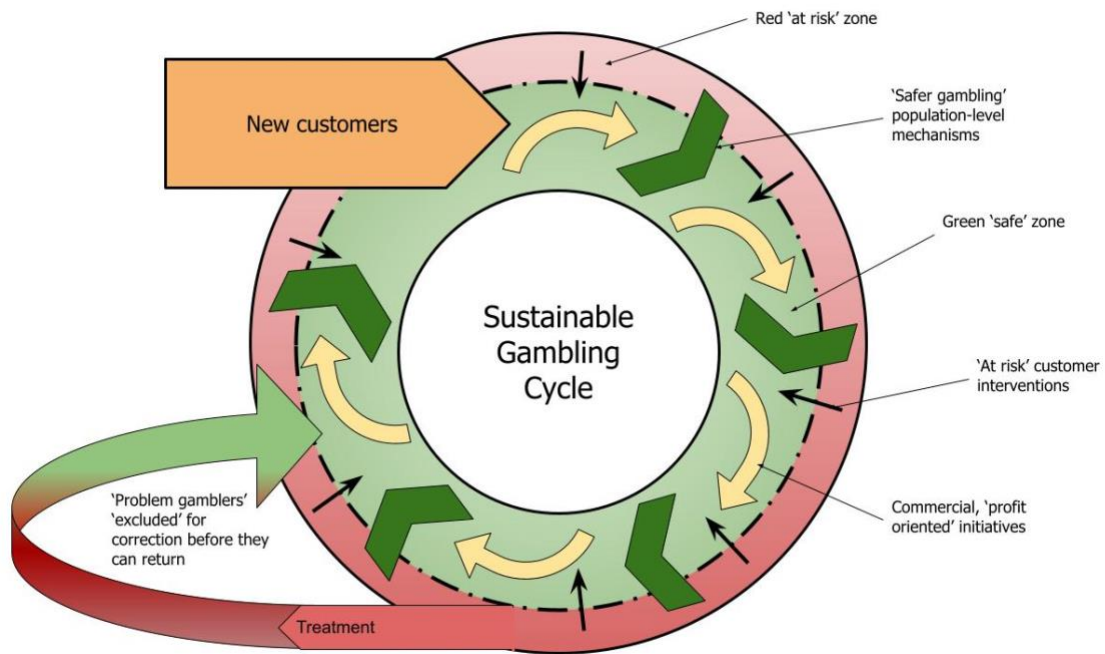 Red ‘at risk’ zone
New customers
‘Safer gambling’
population-level
mechanisms
Green ‘safe’ zone
Sustainable
Gambling
Cycle
‘At risk’ customer
interventions
‘Problem gamblers’
‘excluded’ for
correction before they
can return
Commercial, ‘profit
oriented’ initiatives
Treatment